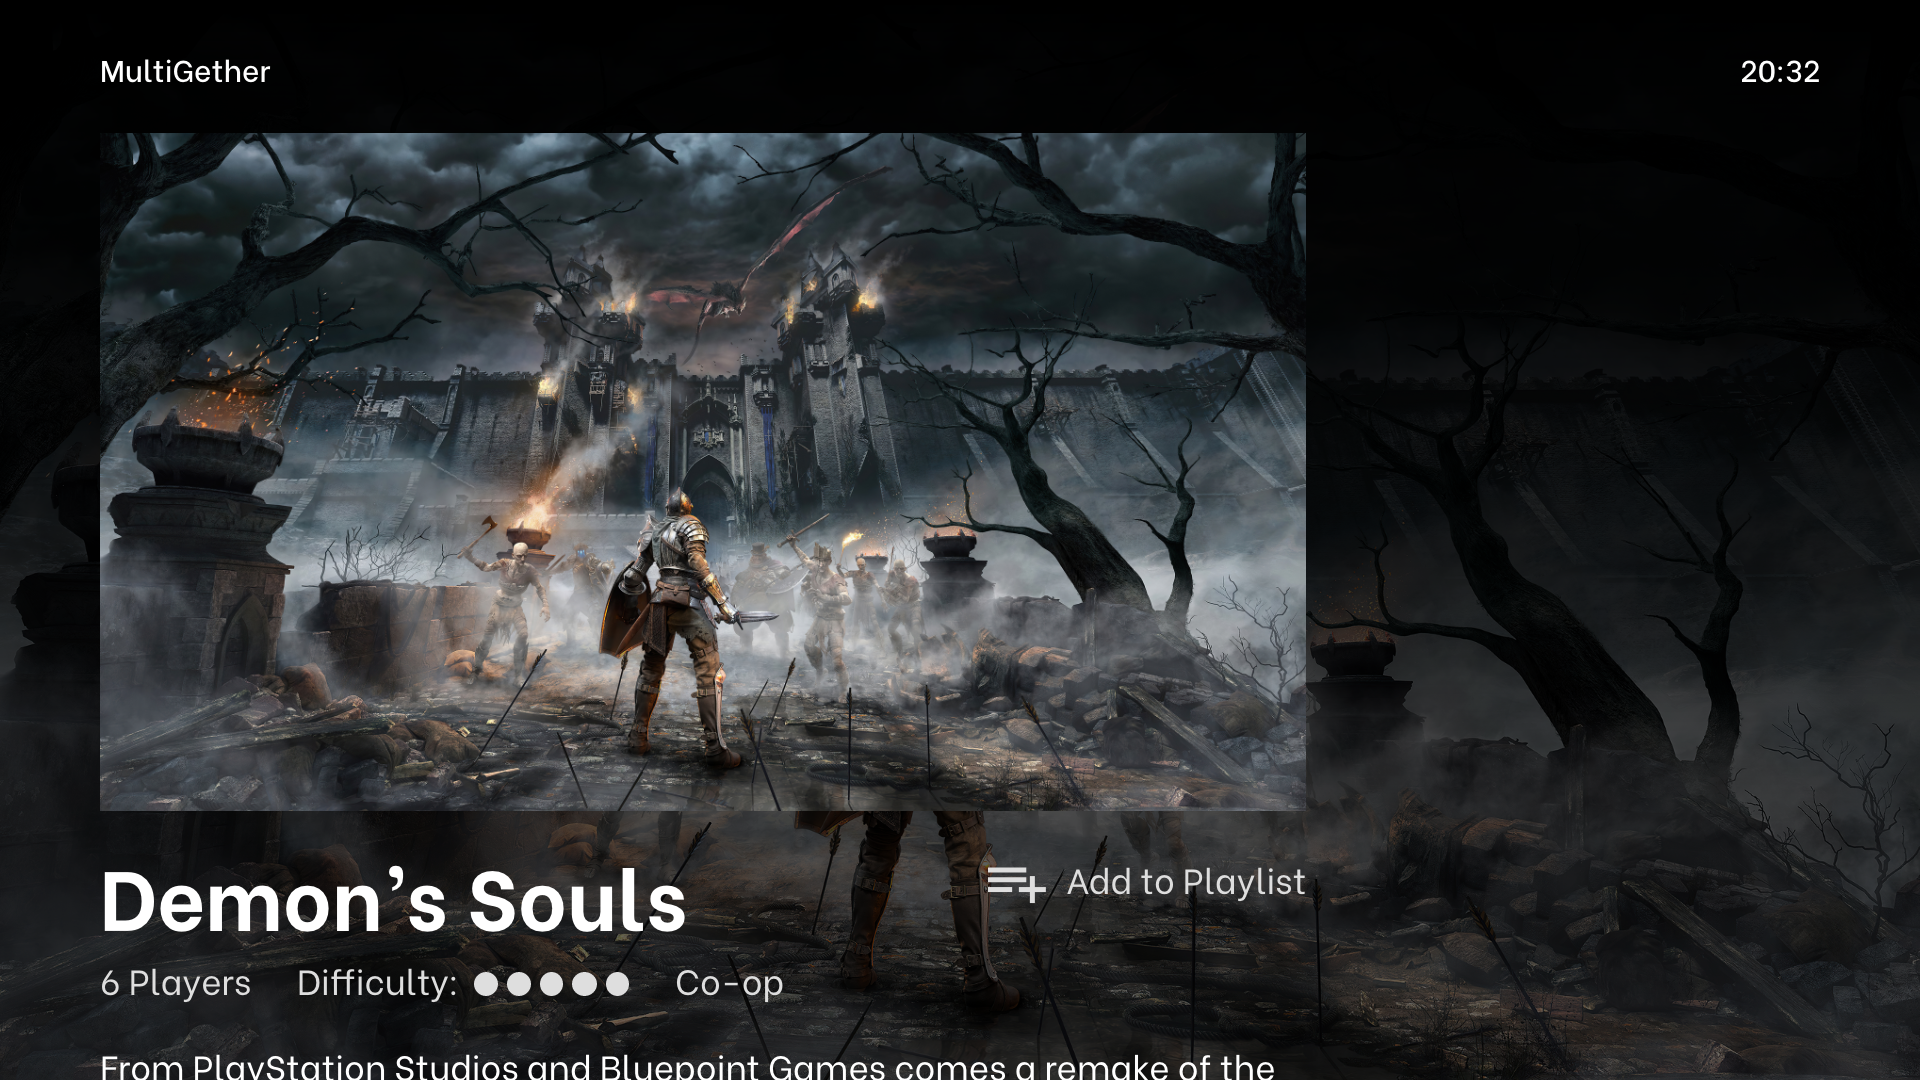 MultiGether
20:32
Demon’s Souls
Add to Playlist
6 Players Difficulty: Co-op
From PlayStation Studios and Bluepoint Games comes a remake of the